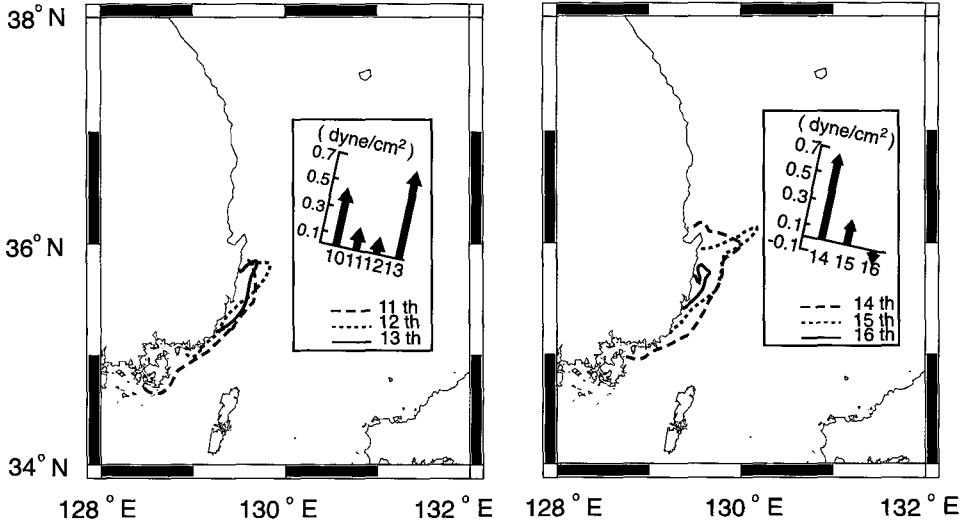 38° N
36° N
34° N
128° E
130° E
132° E
( dyne/cm²)
0.7
0.5
0.3
0.1
10 11 12 13
11 th
12 th
13 th
128° E
130° E
132° E
( dyne/cm²)
0.7
0.5
0.3
0.1
-0.1
14 15 16
14 th
15 th
16 th